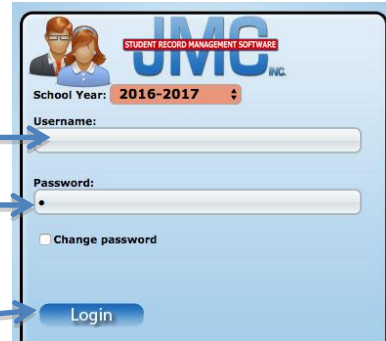 JMC
STUDENT RECORD MANAGEMENT SOFTWARE
INC.
School Year: 2016-2017
Username:
Password:
•
Change password
Login